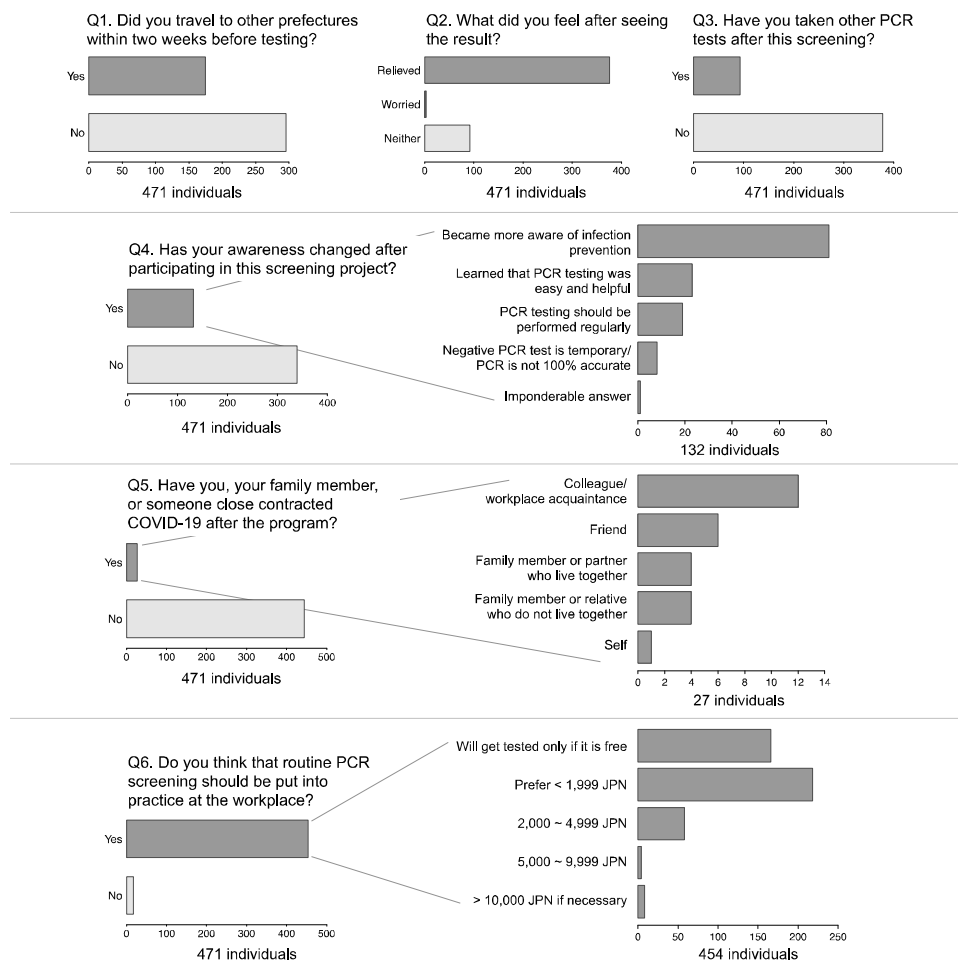 Q1. Did you travel to other prefectures
within two weeks before testing?
Yes
No
0 50 100 150 200 250 300
471 individuals
Q2. What did you feel after seeing
the result?
Relieved
Worried
Neither
0 100 200 300 400
471 individuals
Q3. Have you taken other PCR
tests after this screening?
Yes
No
0 100 200 300 400
471 individuals
Q4. Has your awareness changed after
participating in this screening project?
Yes
No
0 100 200 300 400
471 individuals
Became more aware of infection
prevention
Learned that PCR testing was
easy and helpful
PCR testing should be
performed regularly
Negative PCR test is temporary/
PCR is not 100% accurate
Imponderable answer
0 20 40 60 80
132 individuals
Q5. Have you, your family member,
or someone close contracted
COVID-19 after the program?
Yes
No
0 100 200 300 400 500
471 individuals
Colleague/
workplace acquaintance
Friend
Family member or partner
who live together
Family member or relative
who do not live together
Self
0 2 4 6 8 10 12 14
27 individuals
Q6. Do you think that routine PCR
screening should be put into
practice at the workplace?
Yes
No
0 100 200 300 400 500
471 individuals
Will get tested only if it is free
Prefer < 1,999 JPN
2,000 ~ 4,999 JPN
5,000 ~ 9,999 JPN
> 10,000 JPN if necessary
0 50 100 150 200 250
454 individuals